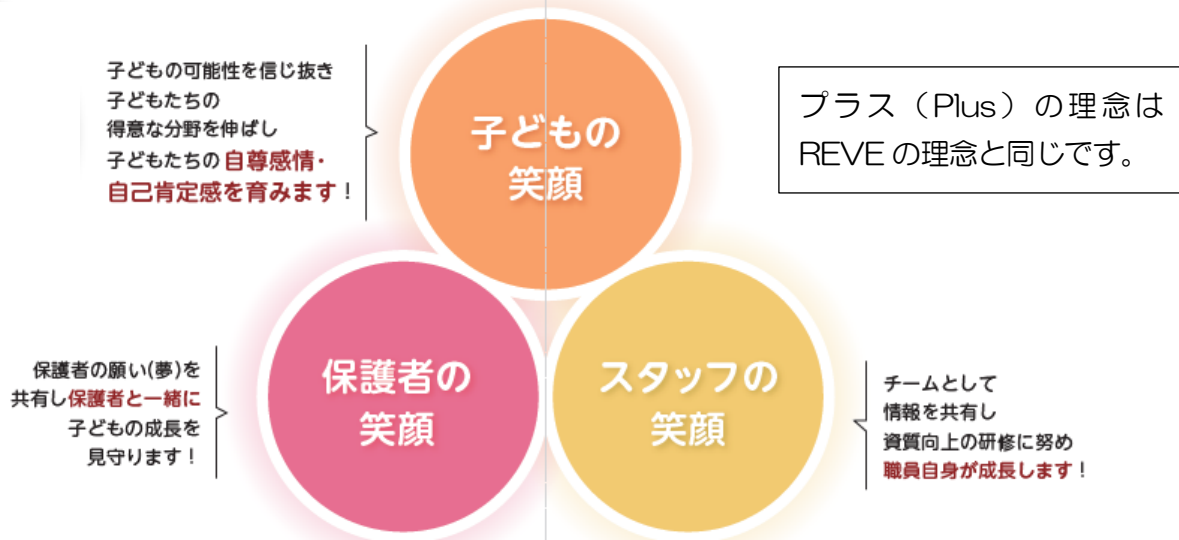 子どもの可能性を信じ抜き
子どもたちの
得意な分野を伸ばし
子どもたちの自尊感情・
自己肯定感を育みます！
子どもの
笑顔
プラス（Plus）の理念は
REVEの理念と同じです。
保護者の願い(夢)を
共有し保護者と一緒に
子どもの成長を
見守ります！
保護者の
笑顔
スタッフの
笑顔
チームとして
情報を共有し
資質向上の研修に努め
職員自身が成長します！